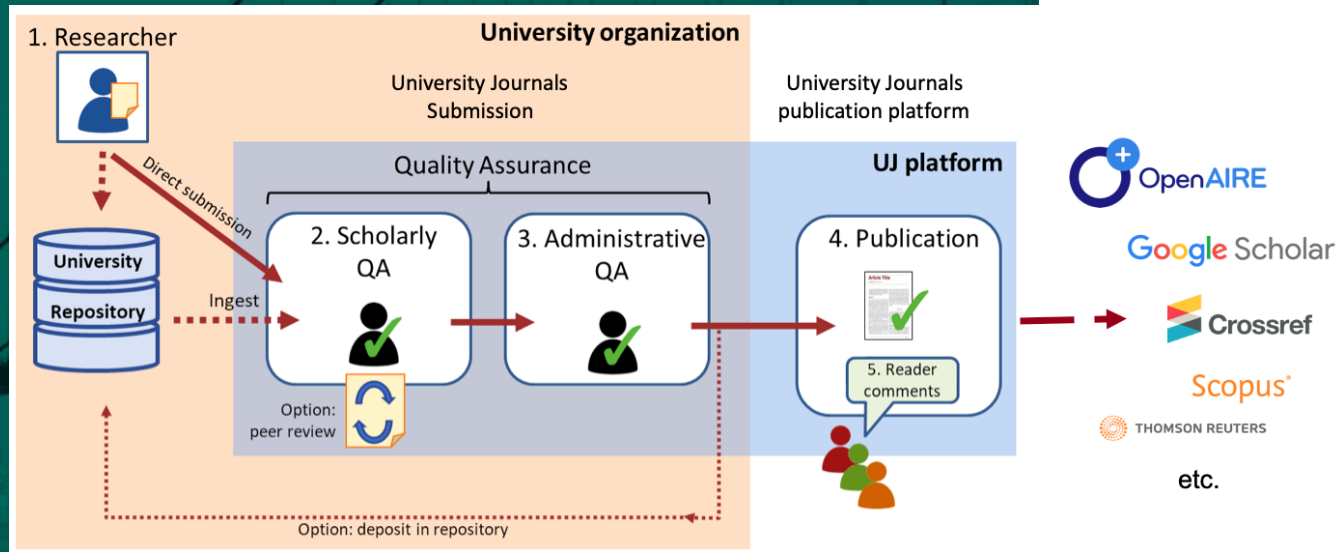 1. Researcher
University organization
University Journals
Submission
University Journals
publication platform
Direct submission
Quality Assurance
UJ platform
2. Scholarly
QA
3. Administrative
QA
4. Publication
Article Title
University
Repository
Ingest
Option:
peer review
5. Reader
comments
Option: deposit in repository
OpenAIRE
Google Scholar
Crossref
Scopus®
THOMSON REUTERS
etc.